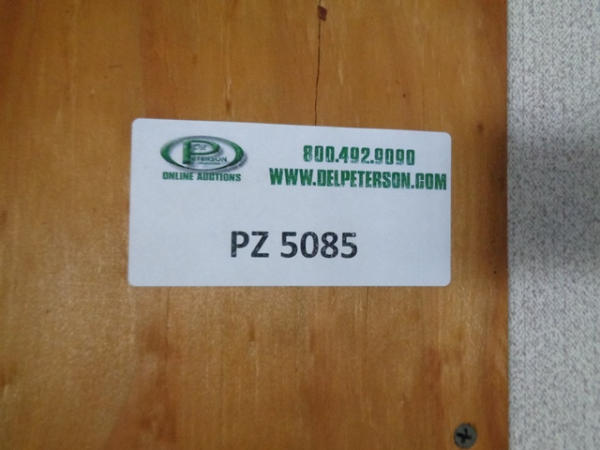 PETERSON
ONLINE AUCTIONS
800.492.9090
WWW.DELPETERSON.COM
PZ 5085